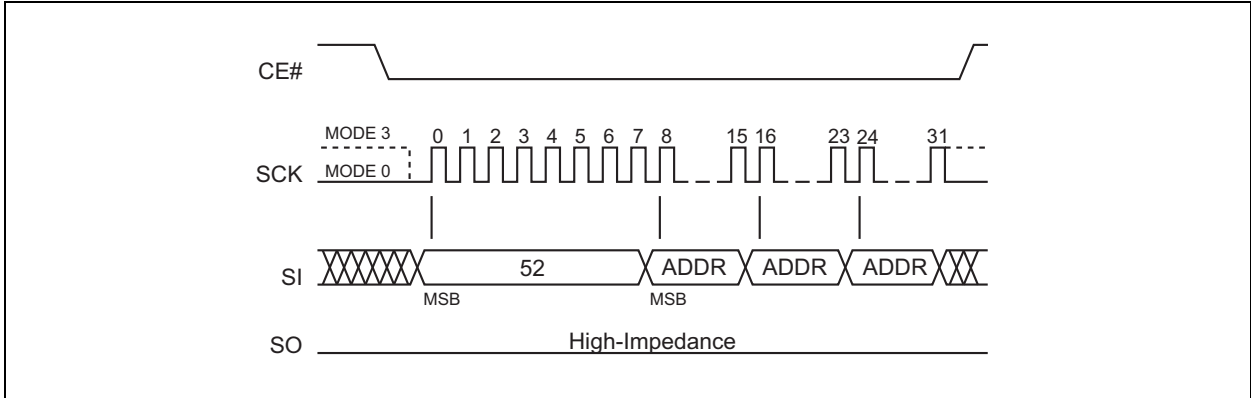 CE#
MODE 3
0 1 2 3 4 5 6 7 8 15 16 23 24 31
SCK
MODE 0
SI
52 ADDR ADDR ADDR
MSB MSB
SO
High-Impedance